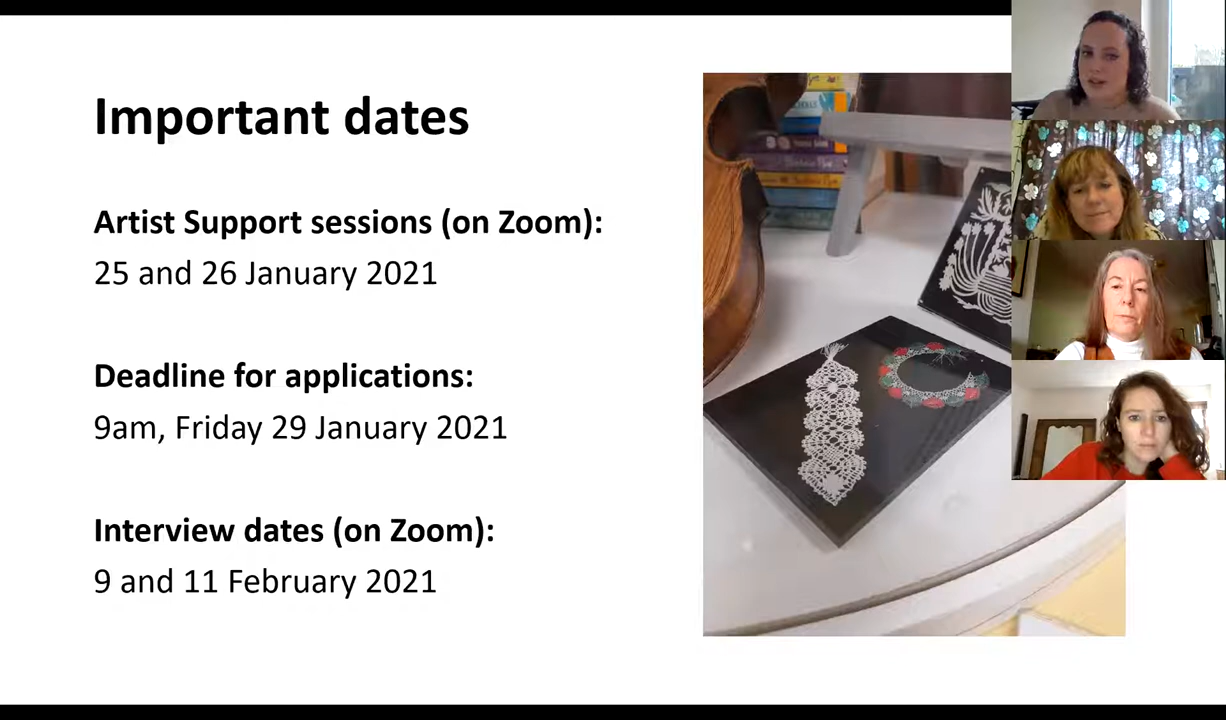 Important dates
Artist Support sessions (on Zoom):
25 and 26 January 2021
Deadline for applications:
9am, Friday 29 January 2021
Interview dates (on Zoom):
9 and 11 February 2021